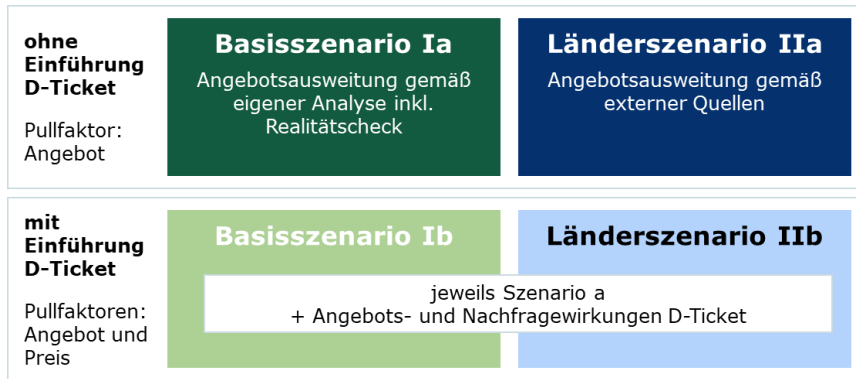 ohne
Einführung
D-Ticket
Pullfaktor:
Angebot
Basisszenario Ia
Angebotsausweitung gemäß
eigener Analyse inkl.
Realitätscheck
Länderszenario IIa
Angebotsausweitung gemäß
externer Quellen
mit
Einführung
D-Ticket
Pullfaktoren:
Angebot und
Preis
Basisszenario Ib
Länderszenario IIb
jeweils Szenario a
+ Angebots- und Nachfragewirkungen D-Ticket